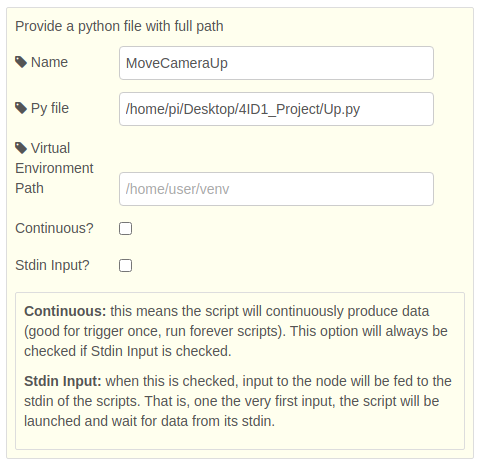 Provide a python file with full path
Name
MoveCameraUp
Py file
/home/pi/Desktop/4ID1_Project/Up.py
Virtual
Environment
Path
/home/user/venv
Continuous?
Stdin Input?
Continuous: this means the script will continuously produce data
(good for trigger once, run forever scripts). This option will always be
checked if Stdin Input is checked.
Stdin Input: when this is checked, input to the node will be fed to the
stdin of the scripts. That is, one the very first input, the script will be
launched and wait for data from its stdin.